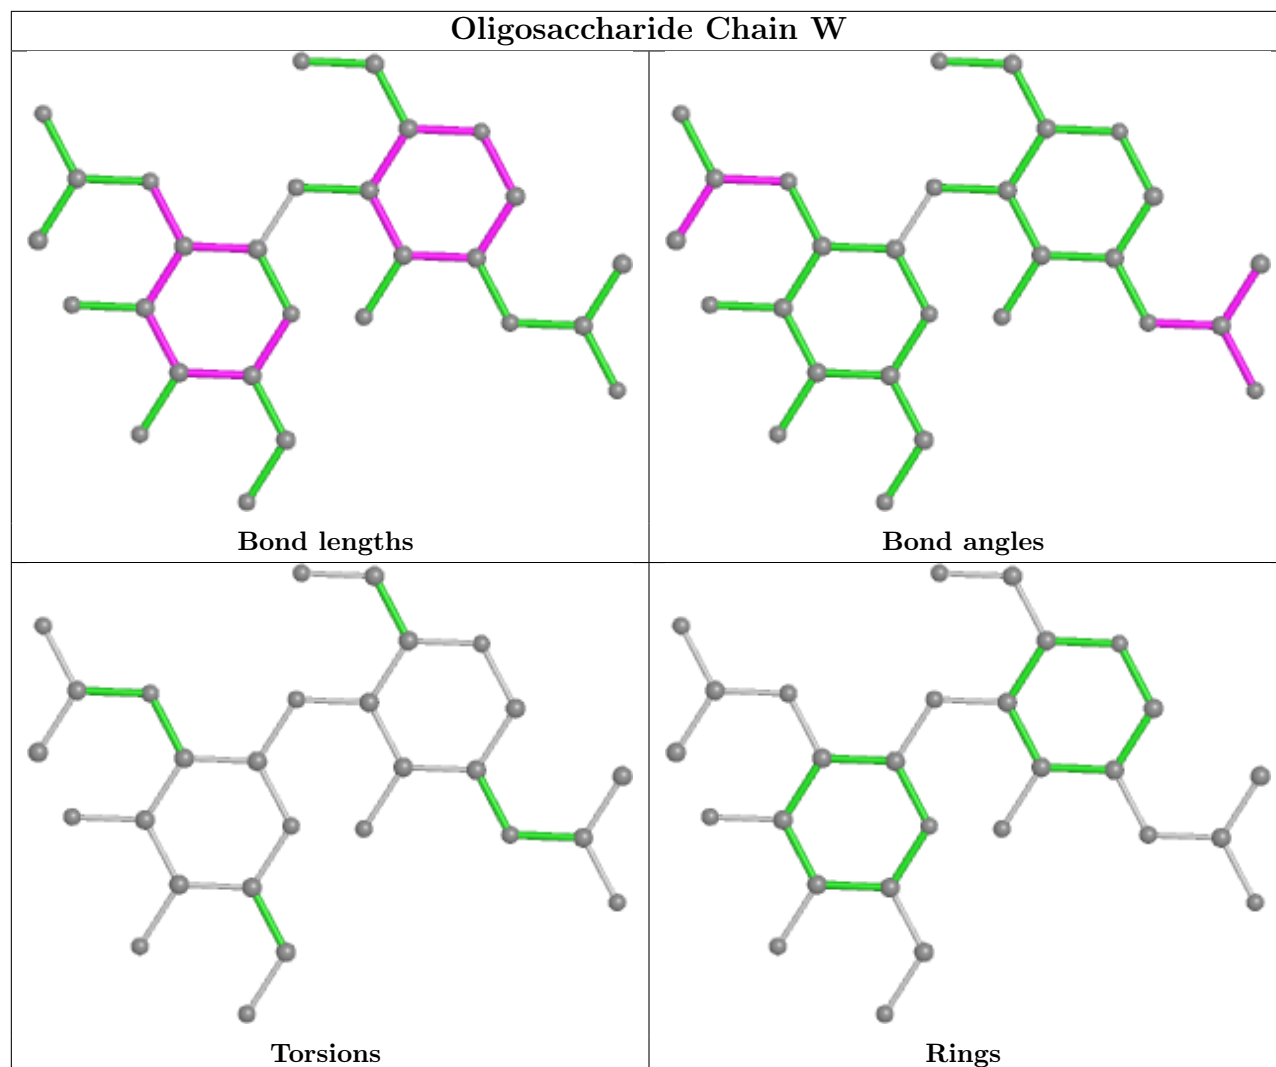 Oligosaccharide Chain W
Bond lengths
Bond angles
Torsions
Rings